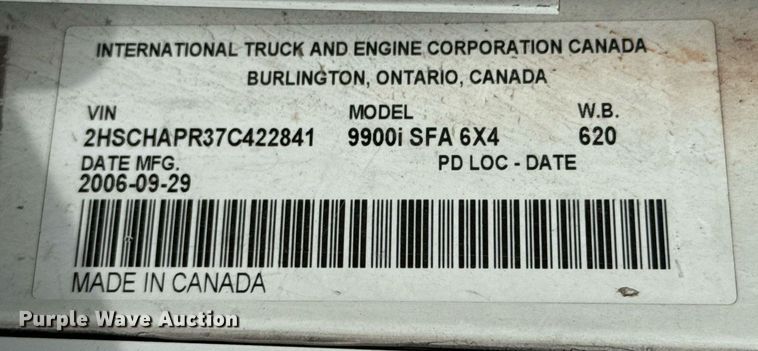 INTERNATIONAL TRUCK AND ENGINE CORPORATION CANADA
BURLINGTON, ONTARIO, CANADA
VIN MODEL W.B.
2HSCHAPR37C422841 9900i SFA 6X4 620
DATE MFG. PD LOC - DATE
2006-09-29
MADE IN CANADA
Purple Wave Auction